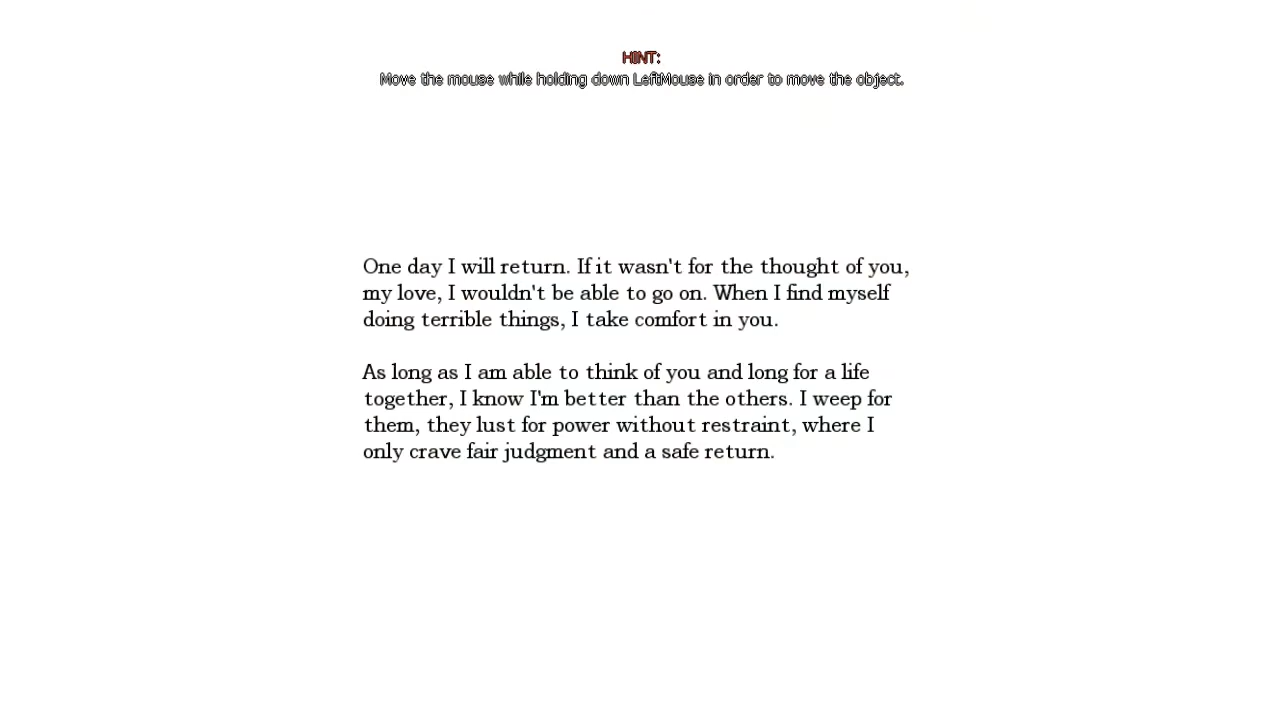 HINT:
Move the mouse while holding down LeftMouse in order to move the object.
One day I will return. If it wasn't for the thought of you,
my love, I wouldn't be able to go on. When I find myself
doing terrible things, I take comfort in you.
As long as I am able to think of you and long for a life
together, I know I'm better than the others. I weep for
them, they lust for power without restraint, where I
only crave fair judgment and a safe return.